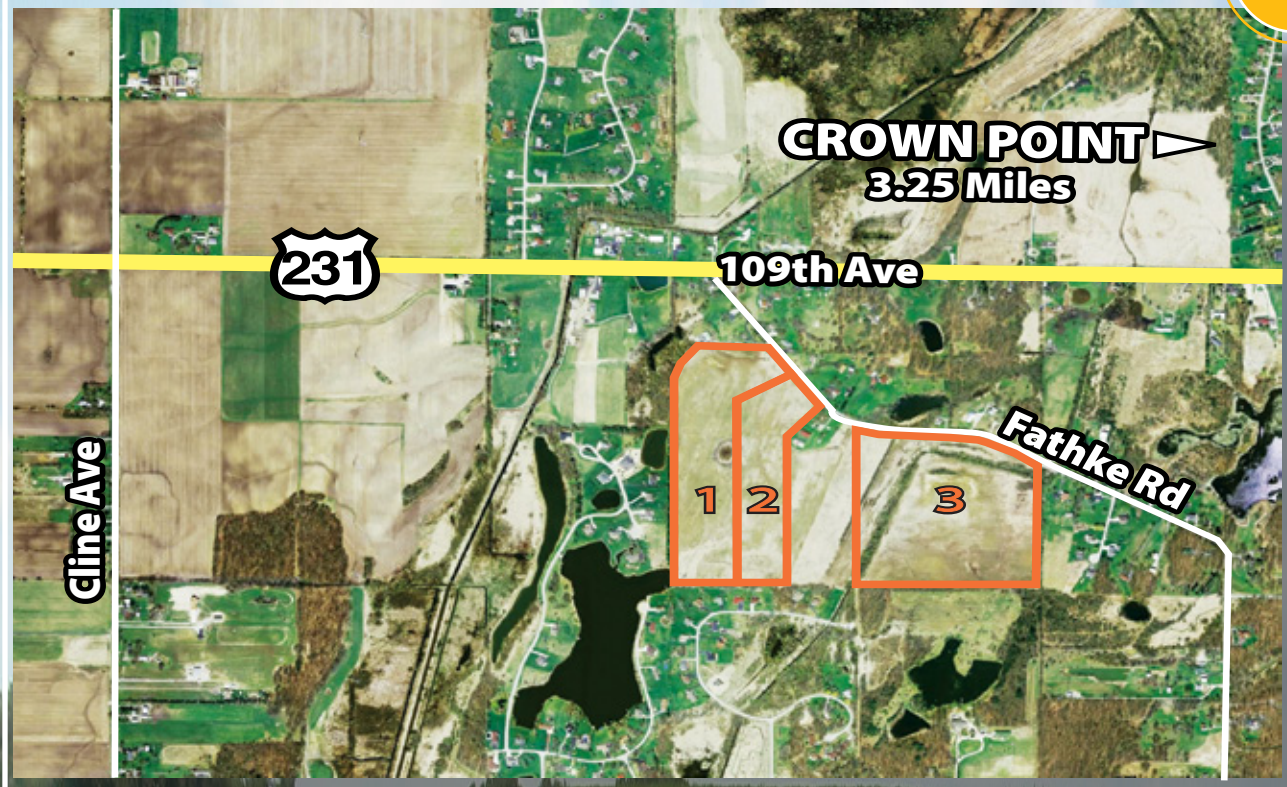 CROWN POINT
3.25 Miles
231
109th Ave
Fathke Rd
Cline Ave
1
2
3